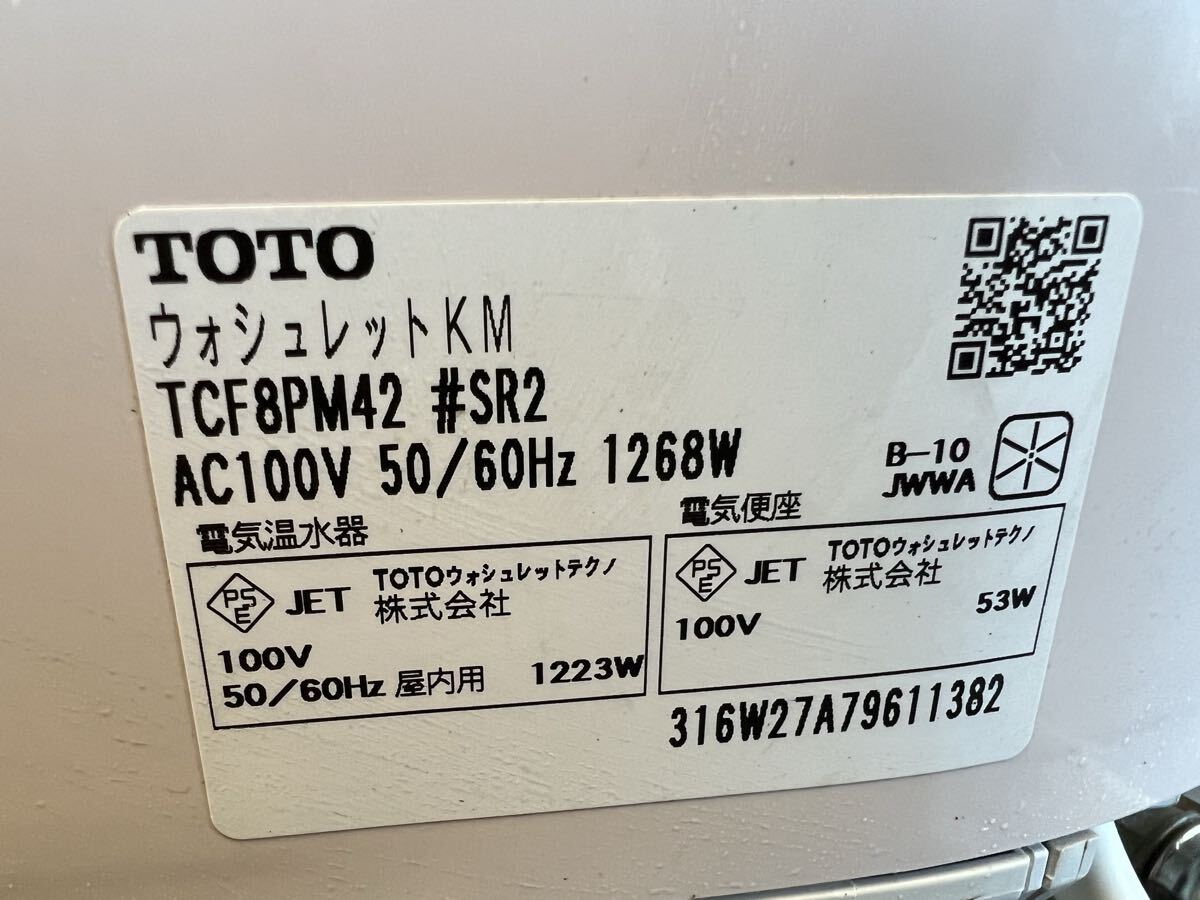 TOTO
ウォシュレットKM
TCF8PM42 #SR2
AC100V 50/60Hz 1268W
B-10
JWWA
電気温水器
PSE JET TOTOウォシュレットテクノ
株式会社
100V
50/60Hz 屋内用 1223W
電気便座
PSE JET TOTOウォシュレットテクノ
株式会社
100V 53W
316W27A79611382